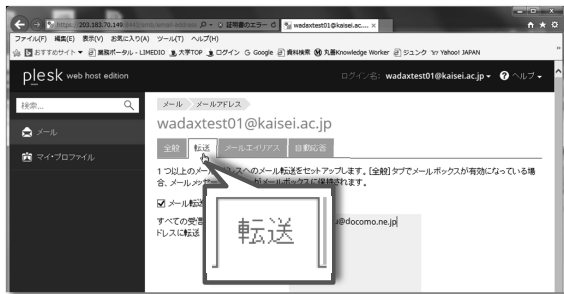 https://203.183.70.149:8443/smb/email-address
証明書のエラー
wadaxtest01@kaisei.ac....
ファイル(F) 編集(E) 表示(V) お気に入り(A) ツール(T) ヘルプ(H)
おすすめサイト 業務ポータル - L3MEDIO 大亨TOP ログイン G Google 資料検索 丸善Knowledge Worker ジュンク Yahoo! JAPAN
plesk web host edition
ログイン名: wadaxtest01@kaisei.ac.jp ヘルプ
検索...
メール メールアドレス
wadaxtest01@kaisei.ac.jp
メール
マイ・プロファイル
全般 転送 メールエイリアス 自動応答
1 つ以上のメー レスへのメール転送をセットアップします。[全般] タブでメールボックスが有効になっている場
合、メールメッセー がメールボックスに保持されます。
メール転送
すべての受信 u@docomo.ne.jp
ドレスに転送
転送